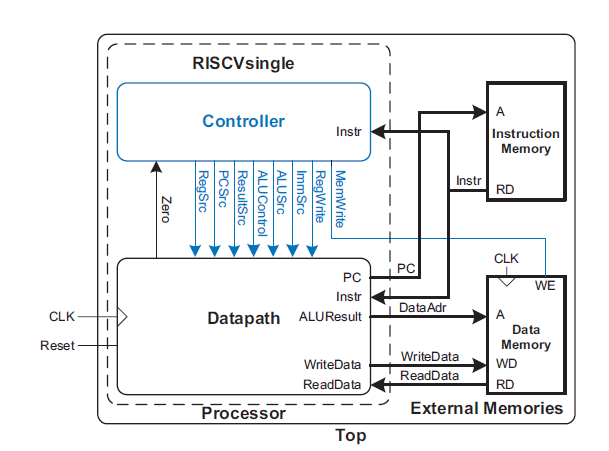 RISCVsingle
Controller
Instr
A
Instruction
Memory
RD
Instr
Zero
RegSrc
PCSrc
ResultSrc
ALUControl
ALUSrc
ImmSrc
RegWrite
MemWrite
PC
PC
CLK
WE
Instr
CLK
Datapath
ALUResult
DataAdr
A
Data
Memory
Reset
WriteData
WriteData
WD
ReadData
ReadData
RD
Processor
External Memories
Top